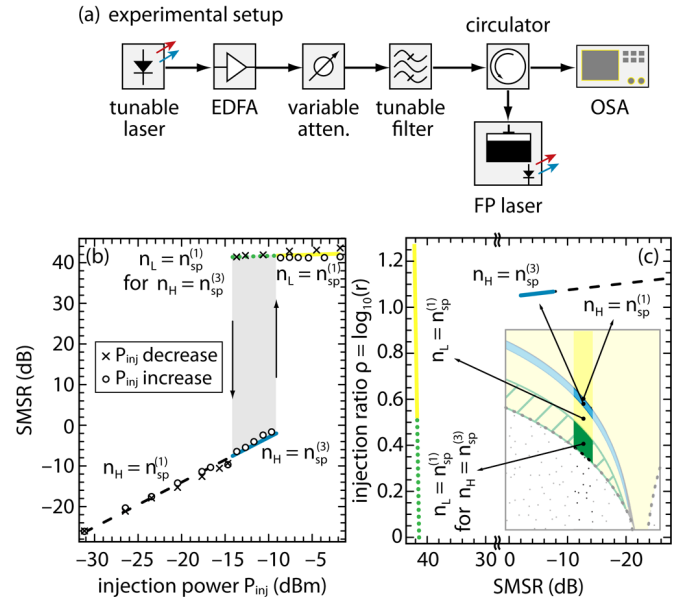 (a) experimental setup
circulator
tunable
laser
EDFA
variable
atten.
tunable
filter
OSA
FP laser
(b)
n_L = n_sp^(1)
for n_H = n_sp^(3)
n_L = n_sp^(1)
× P_inj decrease
○ P_inj increase
n_H = n_sp^(1)
n_H = n_sp^(3)
SMSR (dB)
40
30
20
10
0
−10
−20
−31
−25
−20
−15
−10
−5
injection power P_inj (dBm)
(c)
n_H = n_sp^(3)
n_H = n_sp^(1)
n_L = n_sp^(1)
n_L = n_sp^(1)
for n_H = n_sp^(3)
injection ratio ρ = log10(r)
1.2
1.0
0.8
0.6
0.4
0.2
0
40
30
0
−10
−20
SMSR (dB)